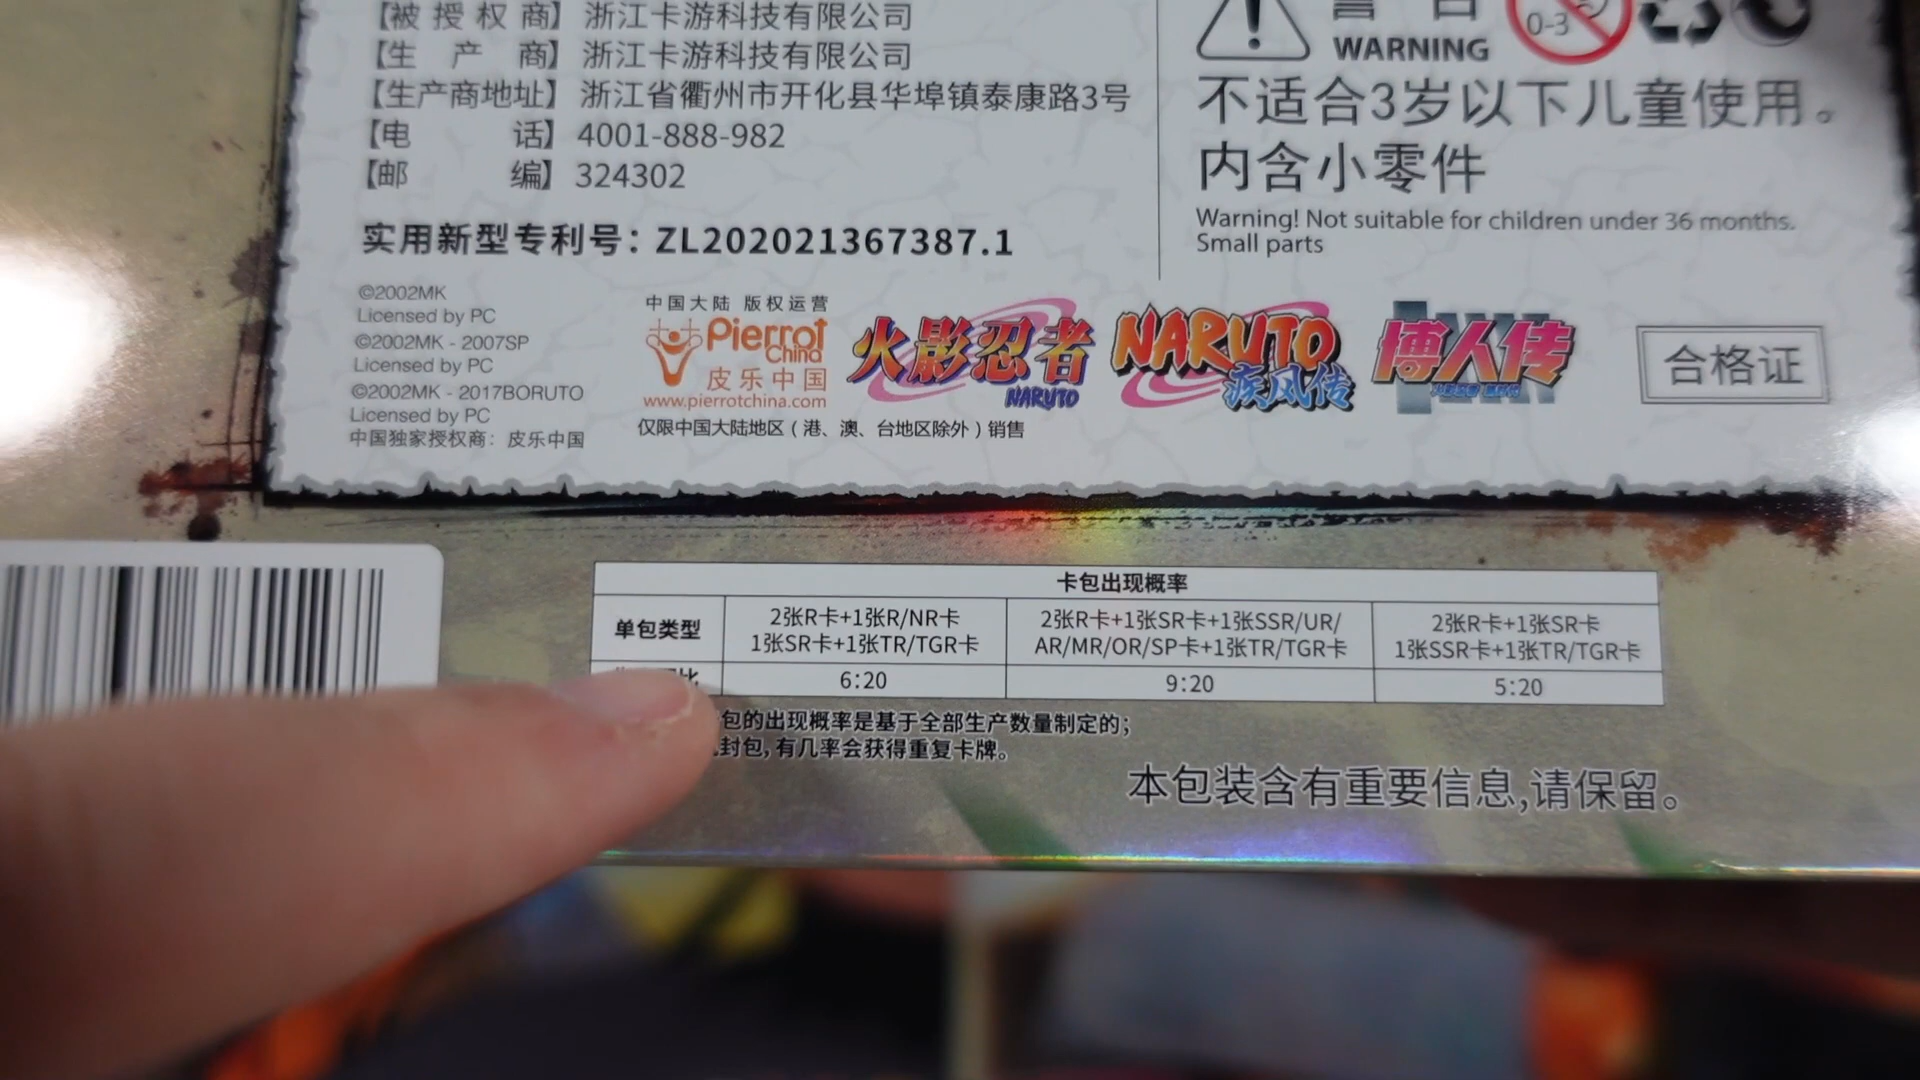 【被授权商】浙江卡游科技有限公司
【生产商】浙江卡游科技有限公司
【生产商地址】浙江省衢州市开化县华埠镇泰康路3号
【电话】4001-888-982
【邮编】324302
实用新型专利号：ZL202021367387.1
©2002MK
Licensed by PC
©2002MK - 2007SP
Licensed by PC
©2002MK - 2017BORUTO
Licensed by PC
中国独家授权商：皮乐中国
中国大陆 版权运营
Pierrot
China
皮乐中国
www.pierrotchina.com
仅限中国大陆地区（港、澳、台地区除外）销售
火影忍者
NARUTO
NARUTO
疾风传
博人传
合格证
警告
WARNING
0-3
不适合3岁以下儿童使用。
内含小零件
Warning! Not suitable for children under 36 months.
Small parts
卡包出现概率
单包类型
2张R卡+1张R/NR卡
1张SR卡+1张TR/TGR卡
2张R卡+1张SR卡+1张SSR/UR/
AR/MR/OR/SP卡+1张TR/TGR卡
2张R卡+1张SR卡
1张SSR卡+1张TR/TGR卡
比
6:20
9:20
5:20
包的出现概率是基于全部生产数量制定的；
封包，有几率会获得重复卡牌。
本包装含有重要信息，请保留。